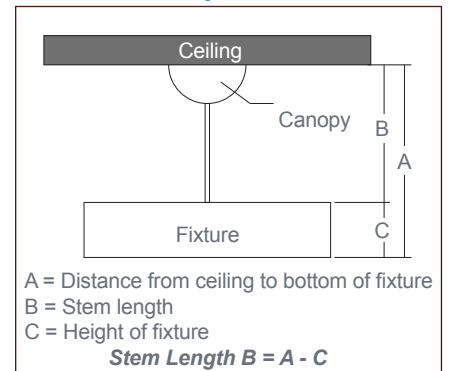 Ceiling
Canopy
B
A
Fixture
C
A = Distance from ceiling to bottom of fixture
B = Stem length
C = Height of fixture
Stem Length B = A - C